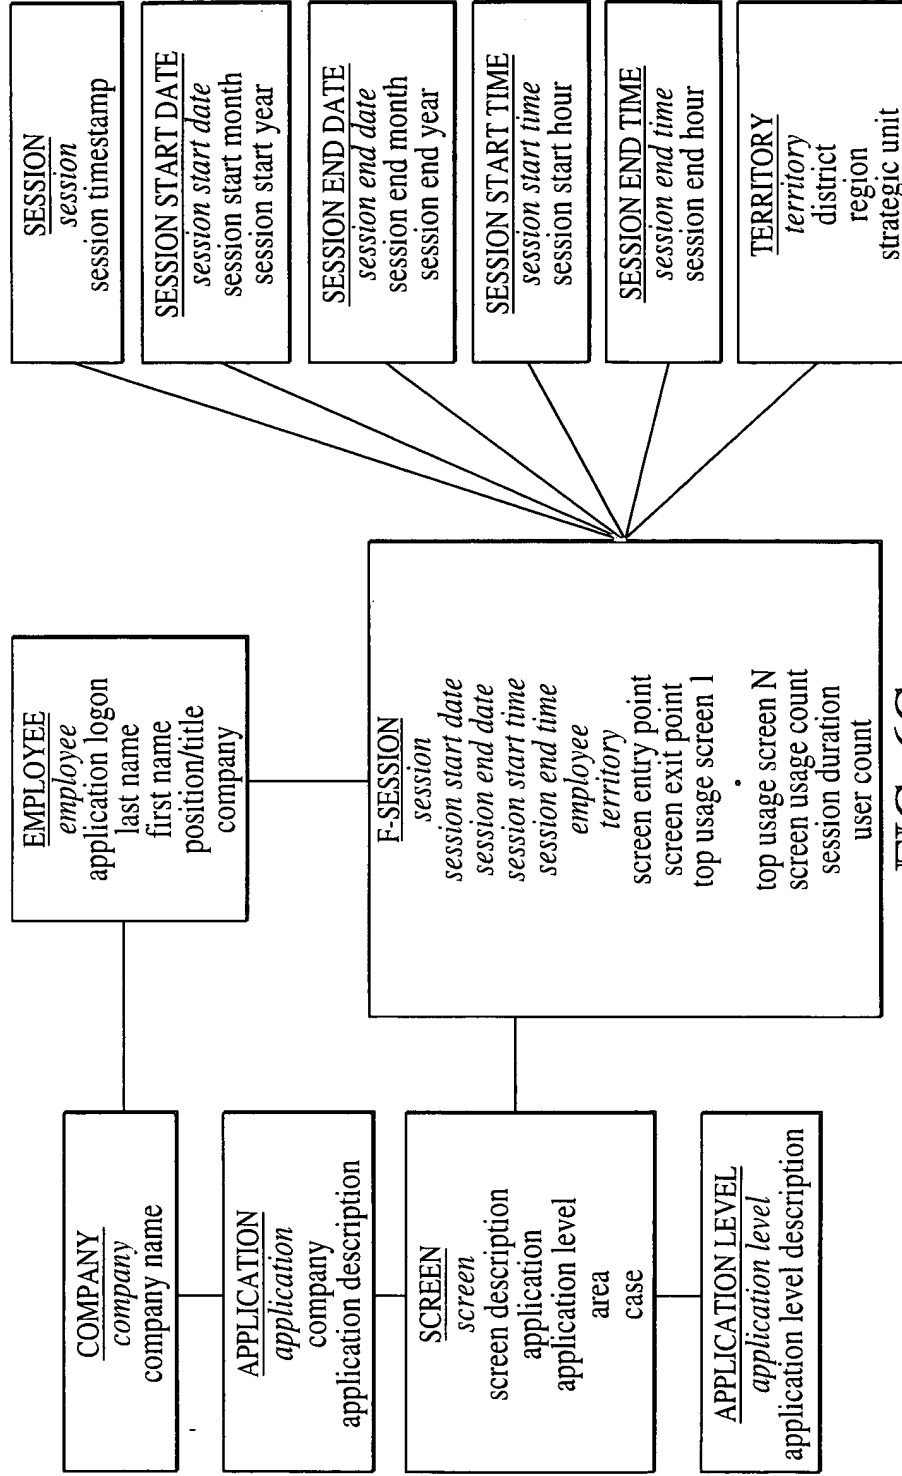 COMPANY
company
company name
APPLICATION
application
company
application description
SCREEN
screen
screen description
application
application level
area
case
APPLICATION LEVEL
application level
application level description
EMPLOYEE
employee
application logon
last name
first name
position/title
company
F-SESSION
session
session start date
session end date
session start time
session end time
employee
territory
screen entry point
screen exit point
top usage screen 1
.
top usage screen N
screen usage count
session duration
user count
SESSION
session
session timestamp
SESSION START DATE
session start date
session start month
session start year
SESSION END DATE
session end date
session end month
session end year
SESSION START TIME
session start time
session start hour
SESSION END TIME
session end time
session end hour
TERRITORY
territory
district
region
strategic unit